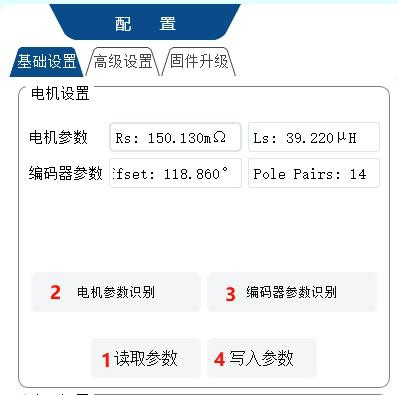 配 置
基础设置 高级设置 固件升级
电机设置
电机参数 Rs: 150.130mΩ Ls: 39.220μH
编码器参数 fset: 118.860° Pole Pairs: 14
2 电机参数识别 3 编码器参数识别
1 读取参数 4 写入参数